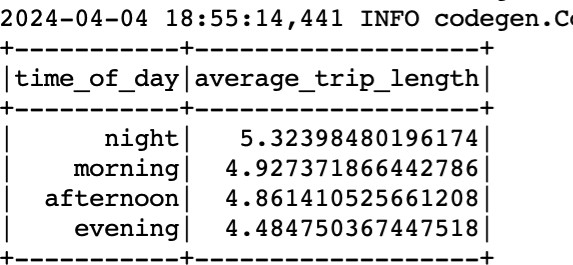 2024-04-04 18:55:14,441 INFO codegen.C
+-----------+-------------------+
|time_of_day|average_trip_length|
+-----------+-------------------+
|      night|   5.32398480196174|
|    morning|  4.927371866442786|
|  afternoon|  4.861410525661208|
|    evening|  4.484750367447518|
+-----------+-------------------+